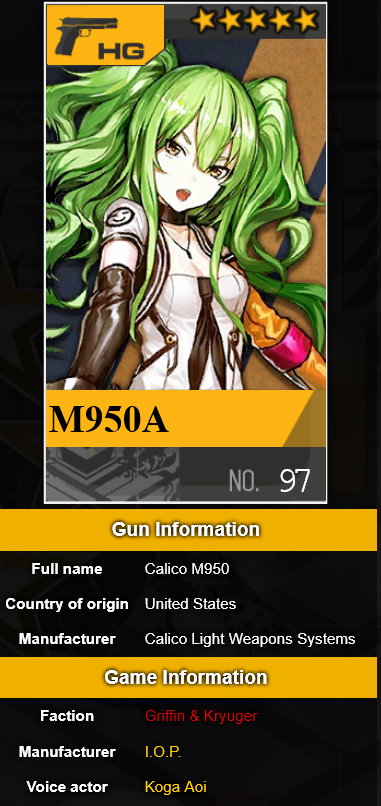 HG
M950A
NO. 97
Gun Information
Full name Calico M950
Country of origin United States
Manufacturer Calico Light Weapons Systems
Game Information
Faction Griffin & Kryuger
Manufacturer I.O.P.
Voice actor Koga Aoi